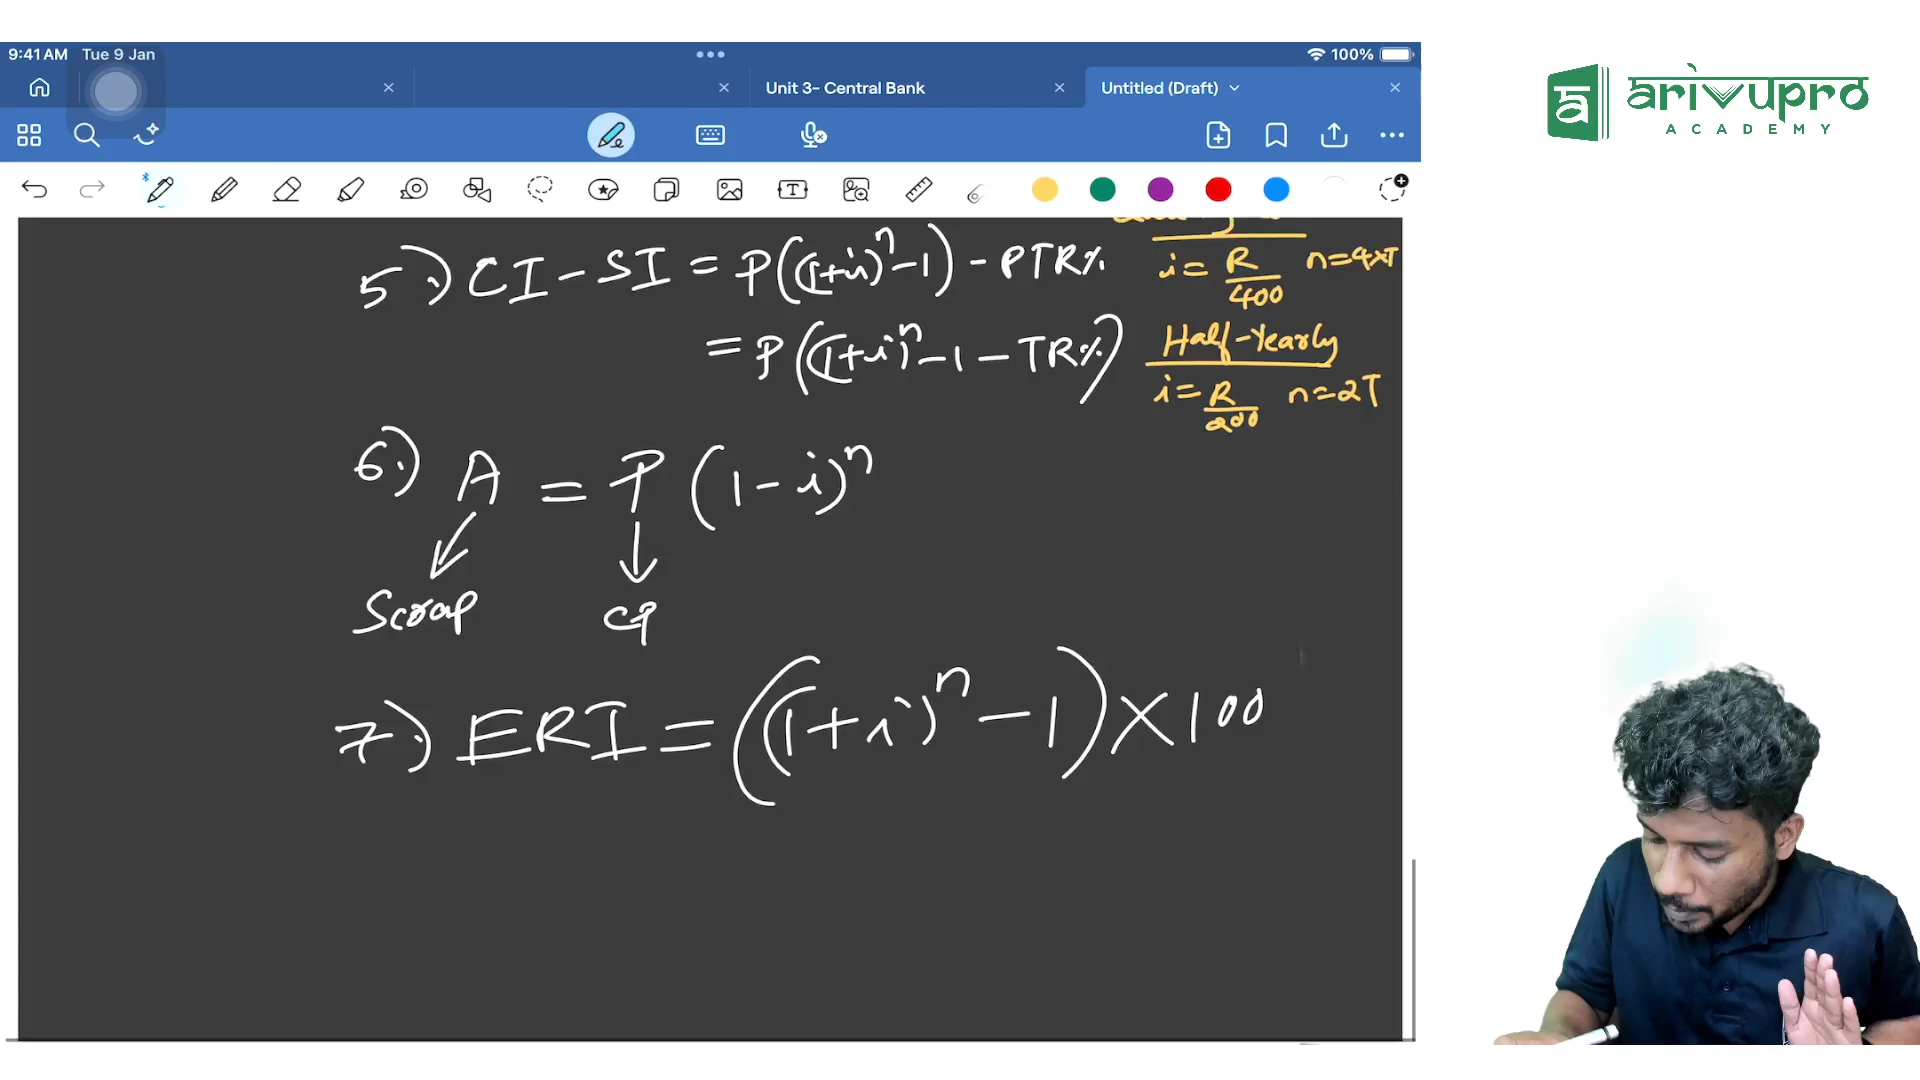 9:41 AM Tue 9 Jan
100%
Unit 3- Central Bank
Untitled (Draft)
arivupro
ACADEMY
5.) CI - SI = P((1+i)^n - 1) - PTR%
= P((1+i)^n - 1 - TR%)
i = R/400 n=4×T
Half-Yearly
i = R/200 n=2T
6.) A = P (1 - i)^n
Scrap CP
7.) ERI = ((1+i)^n - 1) × 100